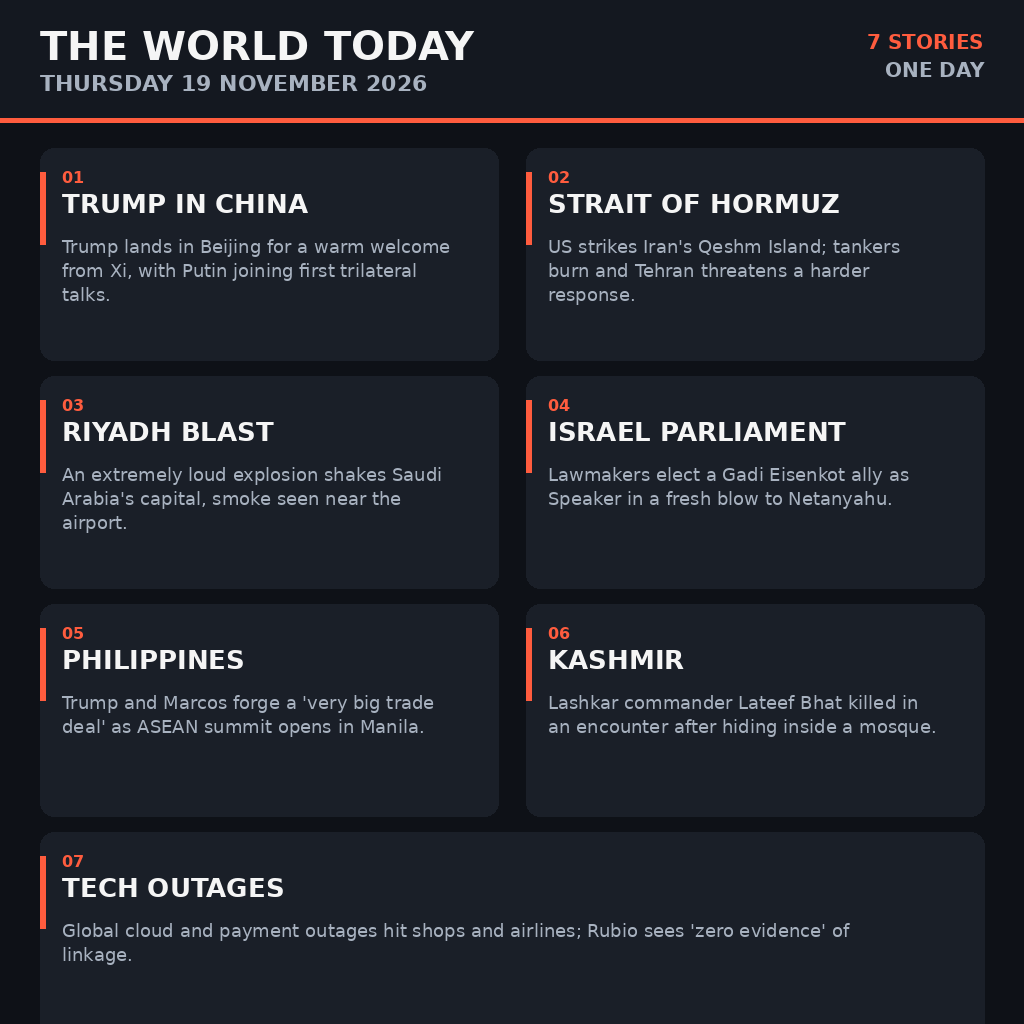 THE WORLD TODAY
THURSDAY 19 NOVEMBER 2026
7 STORIES
ONE DAY
01
TRUMP IN CHINA
Trump lands in Beijing for a warm welcome
from Xi, with Putin joining first trilateral
talks.
02
STRAIT OF HORMUZ
US strikes Iran's Qeshm Island; tankers
burn and Tehran threatens a harder
response.
03
RIYADH BLAST
An extremely loud explosion shakes Saudi
Arabia's capital, smoke seen near the
airport.
04
ISRAEL PARLIAMENT
Lawmakers elect a Gadi Eisenkot ally as
Speaker in a fresh blow to Netanyahu.
05
PHILIPPINES
Trump and Marcos forge a 'very big trade
deal' as ASEAN summit opens in Manila.
06
KASHMIR
Lashkar commander Lateef Bhat killed in
an encounter after hiding inside a mosque.
07
TECH OUTAGES
Global cloud and payment outages hit shops and airlines; Rubio sees 'zero evidence' of
linkage.